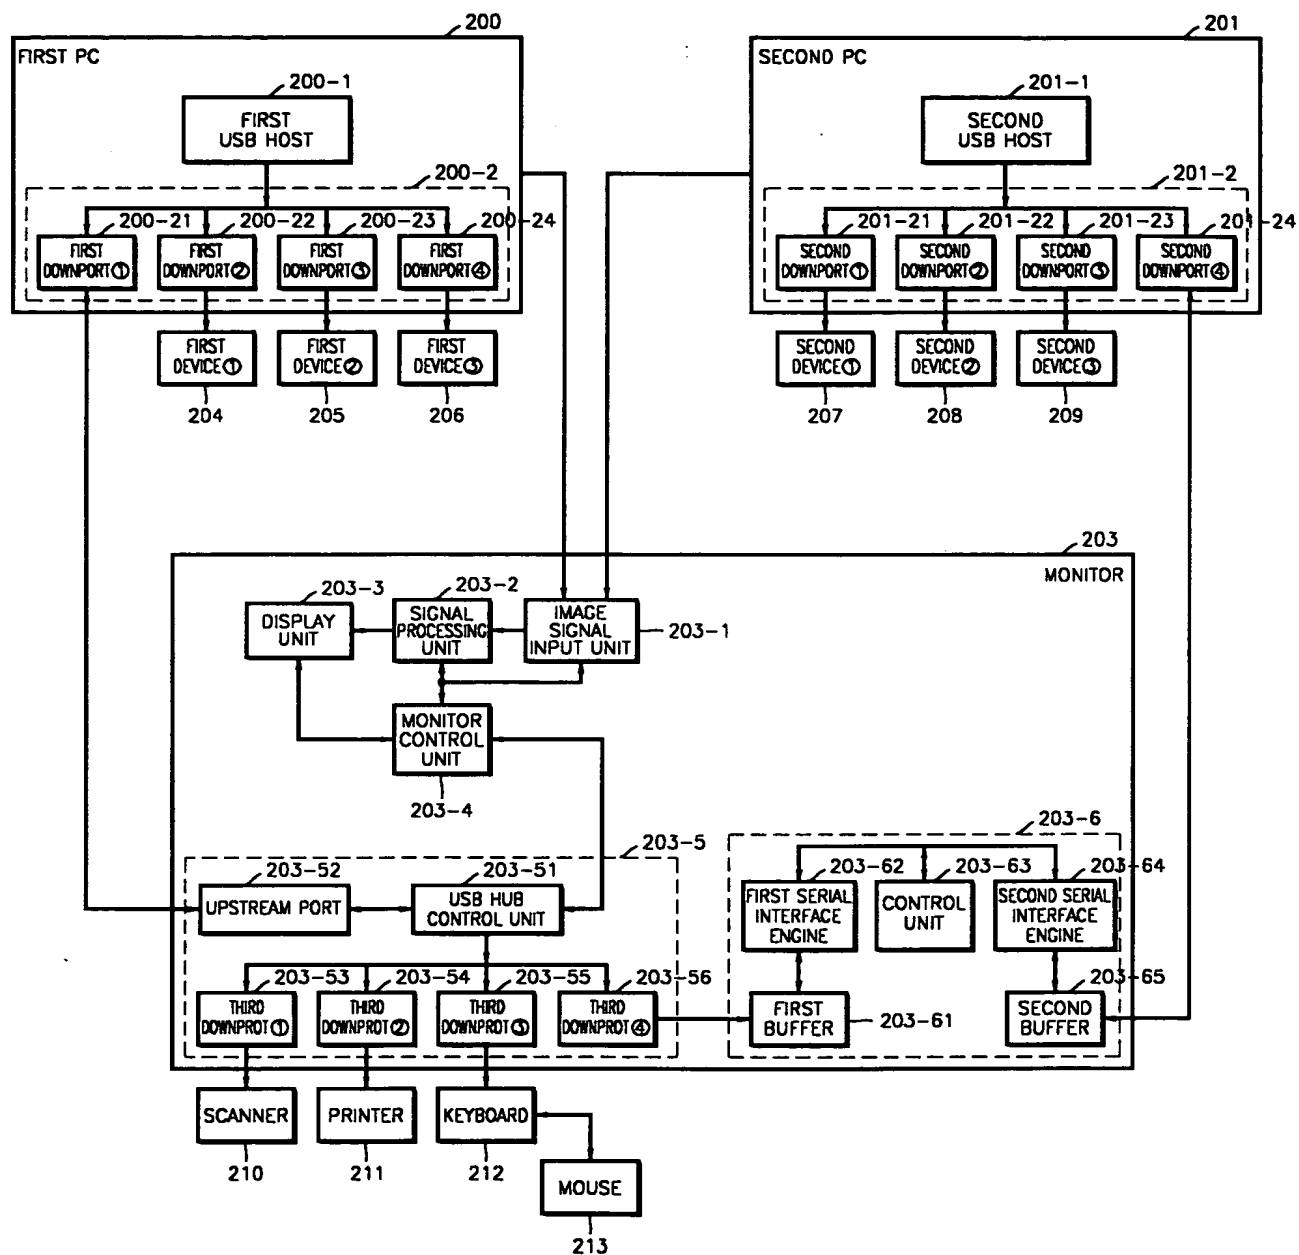 200
201
FIRST PC
SECOND PC
200-1
201-1
FIRST
USB HOST
SECOND
USB HOST
200-2
201-2
200-21
200-22
200-23
200-24
201-21
201-22
201-23
201-24
FIRST
DOWNPORT①
FIRST
DOWNPORT②
FIRST
DOWNPORT③
FIRST
DOWNPORT④
SECOND
DOWNPORT①
SECOND
DOWNPORT②
SECOND
DOWNPORT③
SECOND
DOWNPORT④
FIRST
DEVICE①
FIRST
DEVICE②
FIRST
DEVICE③
SECOND
DEVICE①
SECOND
DEVICE②
SECOND
DEVICE③
204
205
206
207
208
209
203
MONITOR
203-3
203-2
DISPLAY
UNIT
SIGNAL
PROCESSING
UNIT
IMAGE
SIGNAL
INPUT UNIT
203-1
MONITOR
CONTROL
UNIT
203-4
203-5
203-6
203-52
203-51
203-62
203-63
203-64
UPSTREAM PORT
USB HUB
CONTROL UNIT
FIRST SERIAL
INTERFACE
ENGINE
CONTROL
UNIT
SECOND SERIAL
INTERFACE
ENGINE
203-53
203-54
203-55
203-56
203-65
THIRD
DOWNPROT①
THIRD
DOWNPROT②
THIRD
DOWNPROT③
THIRD
DOWNPROT④
FIRST
BUFFER
203-61
SECOND
BUFFER
SCANNER
PRINTER
KEYBOARD
210
211
212
MOUSE
213